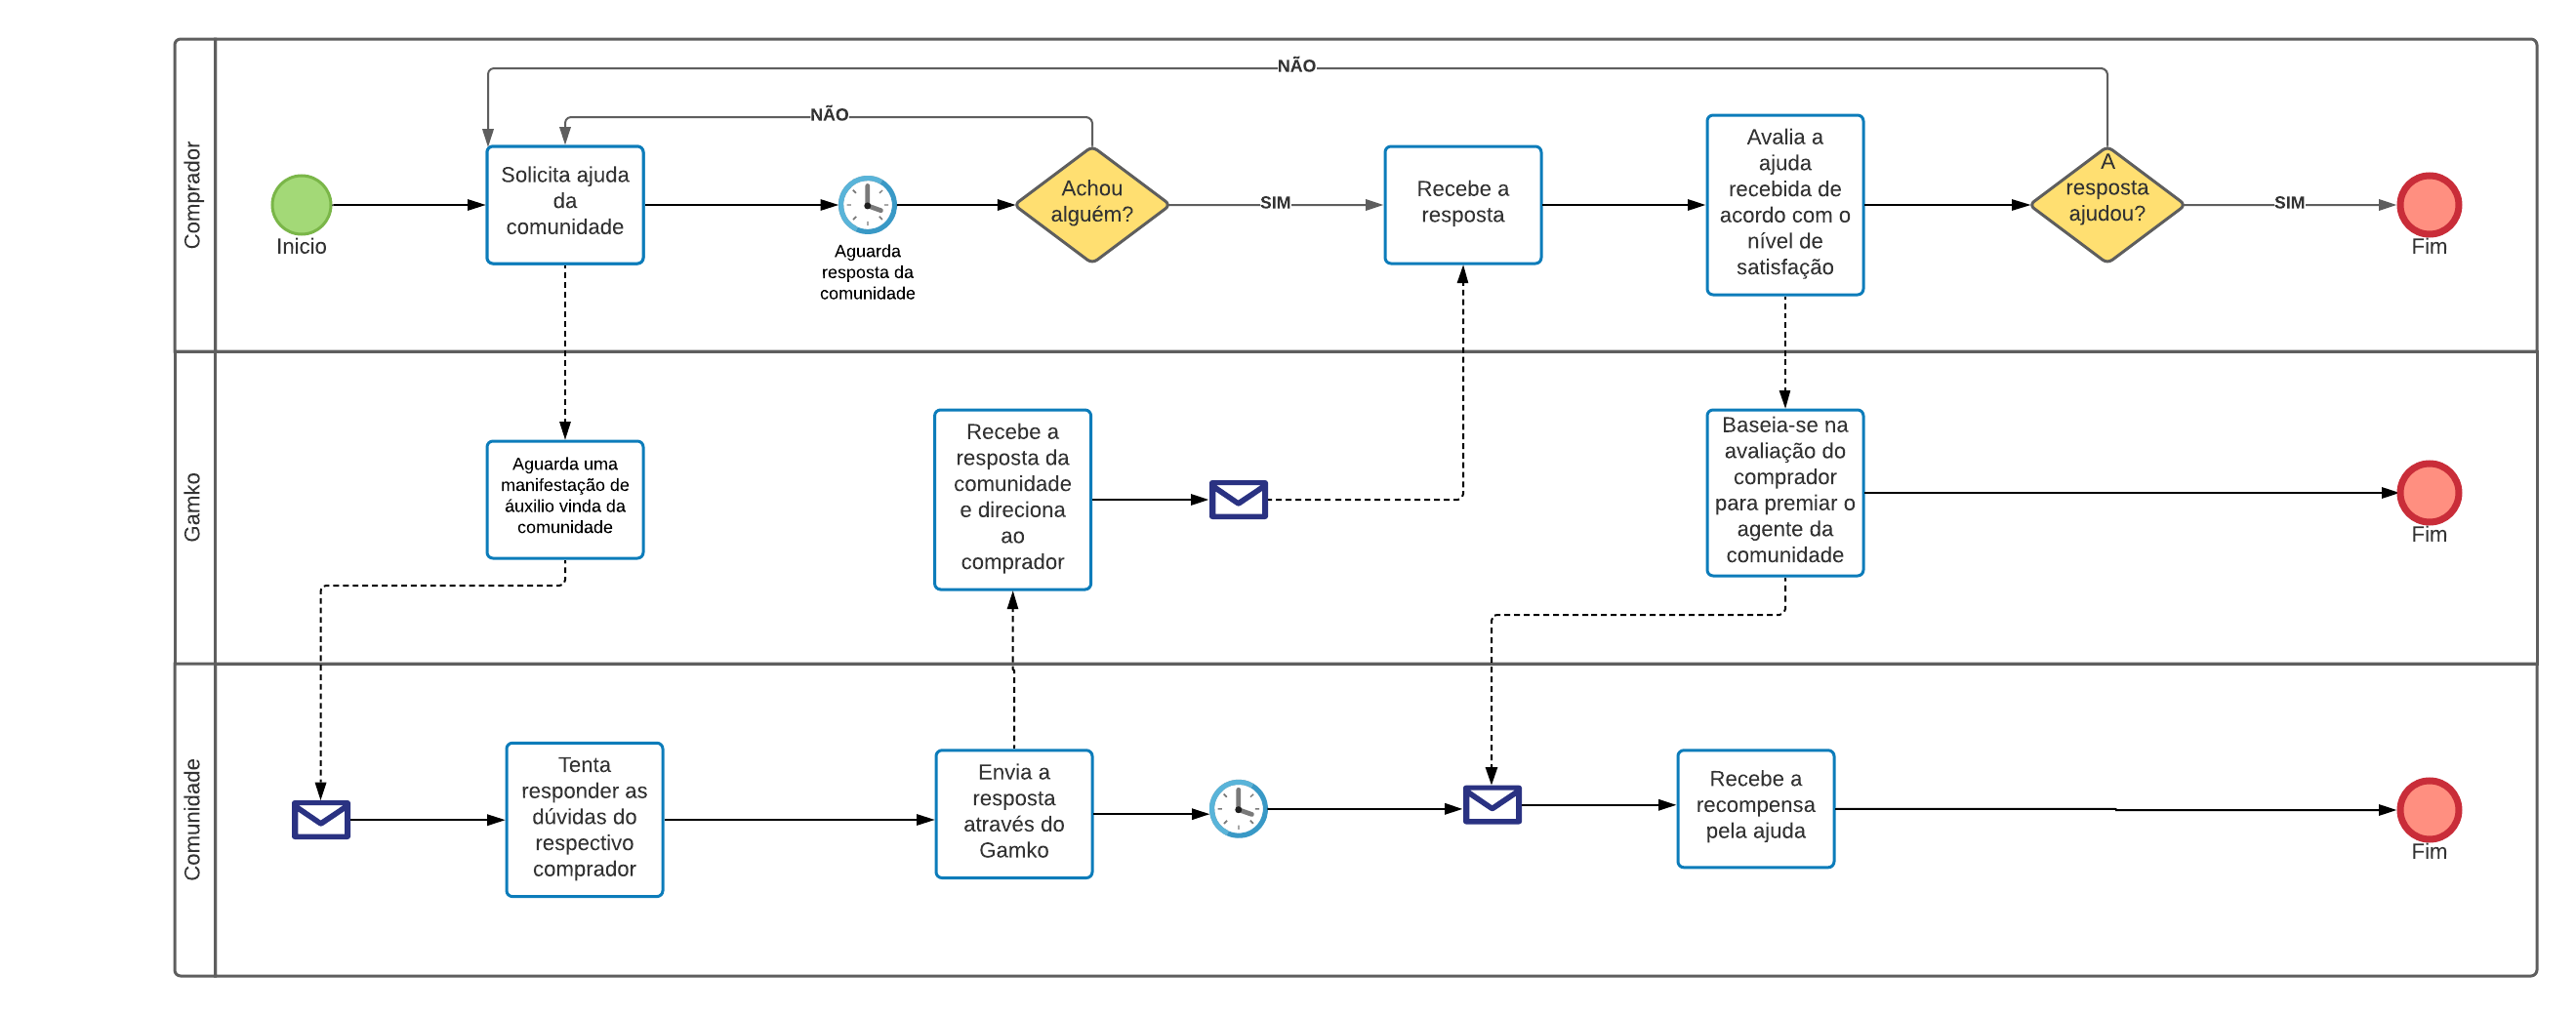 Comprador
NÃO
NÃO
Inicio
Solicita ajuda
da
comunidade
Aguarda
resposta da
comunidade
Achou
alguém?
SIM
Recebe a
resposta
Avalia a
ajuda
recebida de
acordo com o
nível de
satisfação
A
resposta
ajudou?
SIM
Fim
Gamko
Aguarda uma
manifestação de
áuxilio vinda da
comunidade
Recebe a
resposta da
comunidade
e direciona
ao
comprador
Baseia-se na
avaliação do
comprador
para premiar o
agente da
comunidade
Fim
Comunidade
Tenta
responder as
dúvidas do
respectivo
comprador
Envia a
resposta
através do
Gamko
Recebe a
recompensa
pela ajuda
Fim